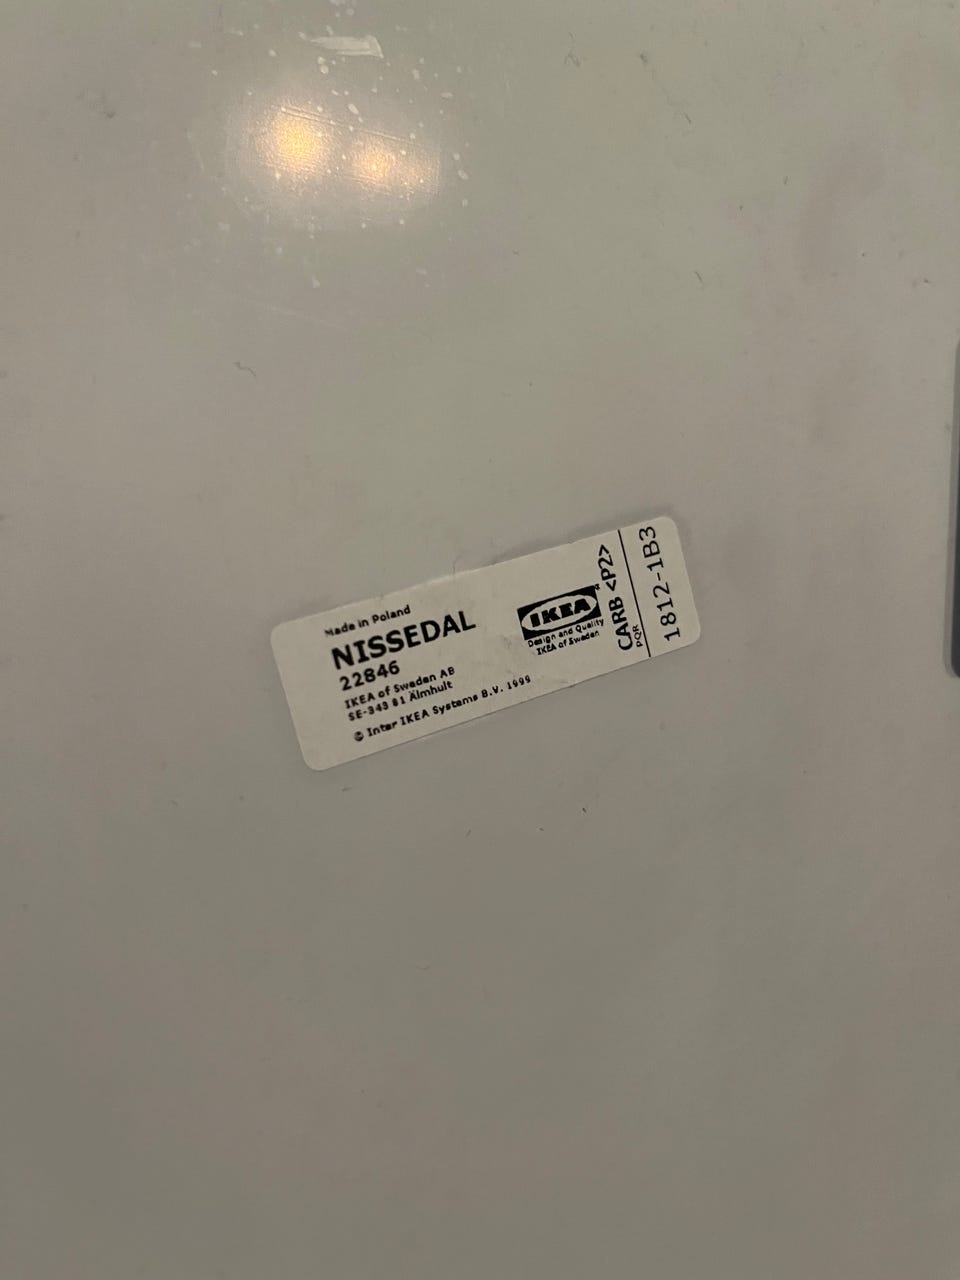 Made in Poland
NISSEDAL
22846
IKEA of Sweden AB
SE-343 81 Älmhult
© Inter IKEA Systems B.V. 1999
IKEA®
Design and Quality
IKEA of Sweden
CARB <P2>
PQR
1812-1B3